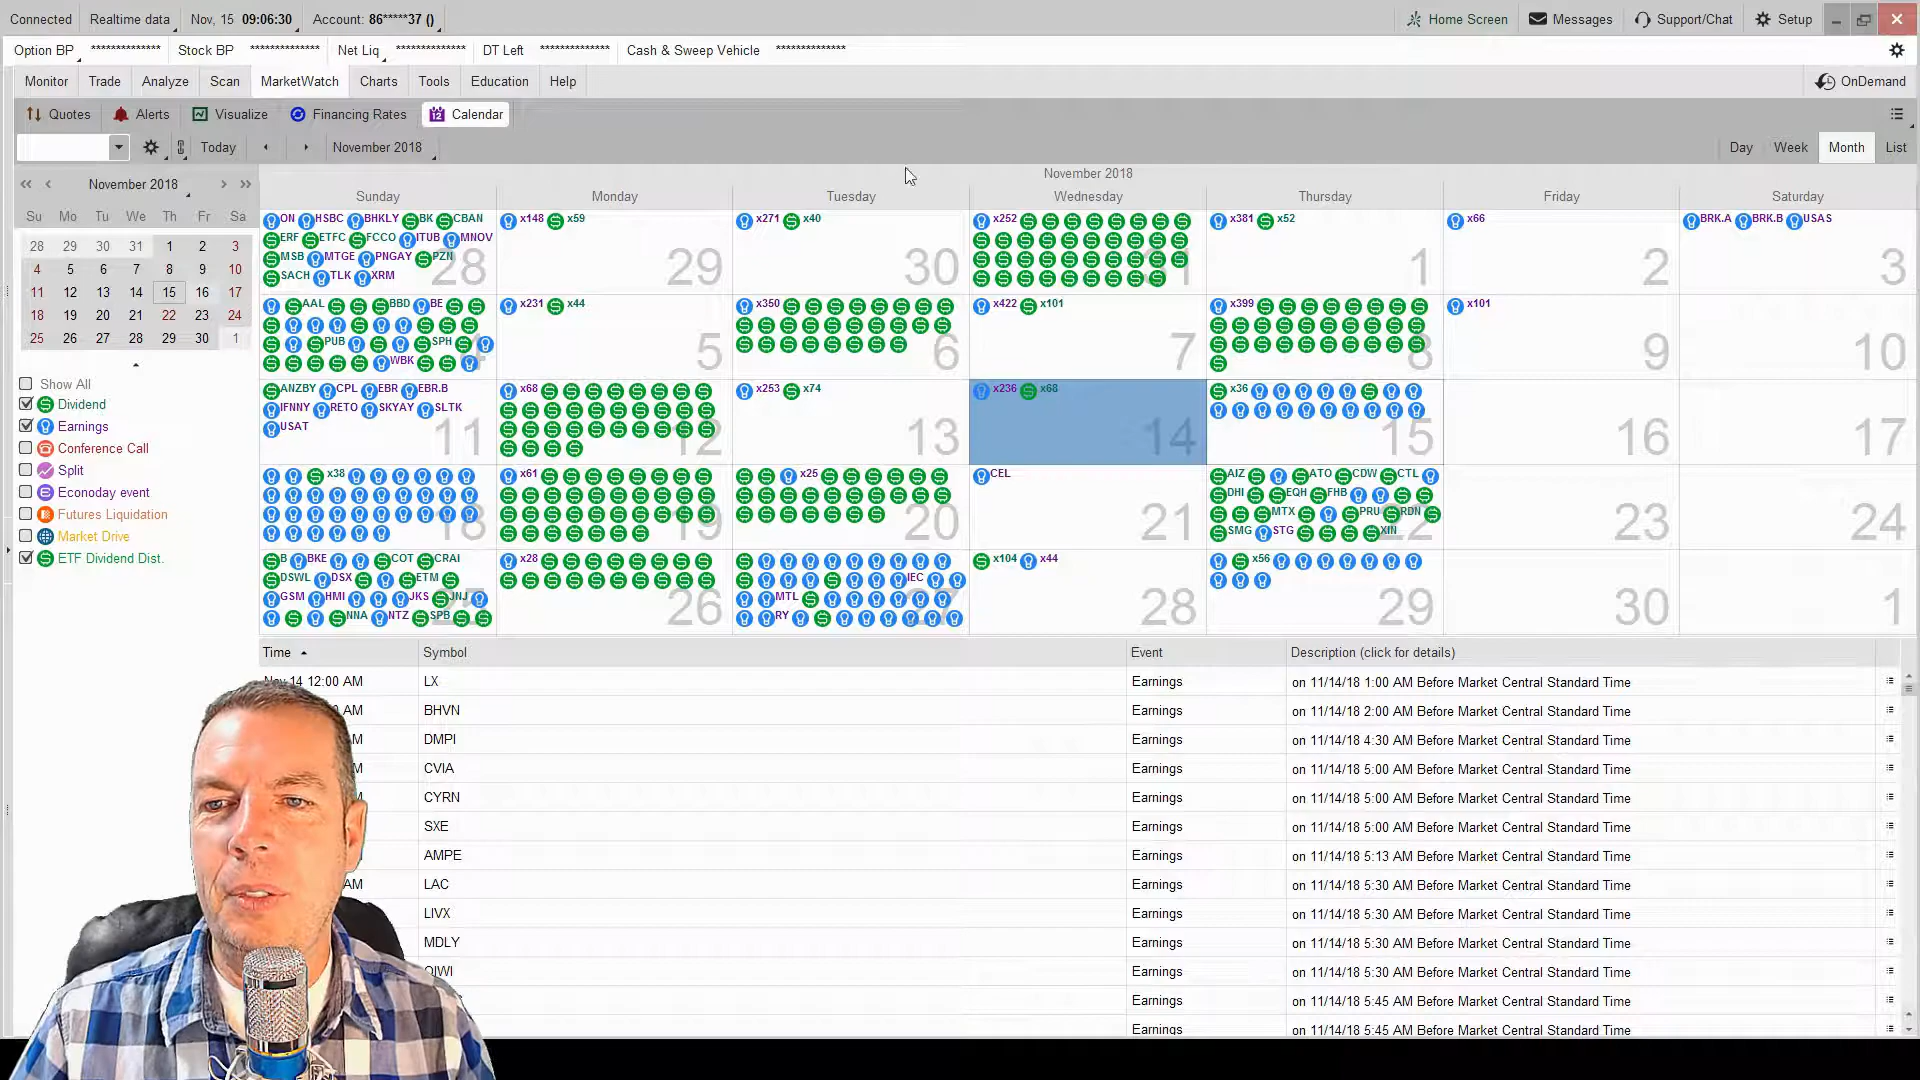 Connected Realtime data Nov, 15 09:06:30 Account: 86*****37 () Home Screen Messages Support/Chat Setup
Option BP ************** Stock BP ************** Net Liq ************** DT Left ************** Cash & Sweep Vehicle **************
Monitor Trade Analyze Scan MarketWatch Charts Tools Education Help OnDemand
Quotes Alerts Visualize Financing Rates 12 Calendar
Today November 2018 Day Week Month List
November 2018
Su Mo Tu We Th Fr Sa
28 29 30 31 1 2 3
4 5 6 7 8 9 10
11 12 13 14 15 16 17
18 19 20 21 22 23 24
25 26 27 28 29 30 1
Show All
Dividend
Earnings
Conference Call
Split
Econoday event
Futures Liquidation
Market Drive
ETF Dividend Dist.
November 2018
Sunday Monday Tuesday Wednesday Thursday Friday Saturday
ON HSBC BHKLY BK CBAN x148 x59 x271 x40 x252 x381 x52 x66 BRK.A BRK.B USAS
ERF ETFC FCCO ITUB MNOV
MSB MTGE PNGAY PZN
SACH TLK XRM
28 29 30 31 1 2 3
AAL BBD BE x231 x44 x350 x422 x101 x399 x101
PUB SPH
WBK
4 5 6 7 8 9 10
ANZBY CPL EBR EBR.B x68 x253 x74 x236 x68 x36
IFNNY RETO SKYAY SLTK
USAT
11 12 13 14 15 16 17
x38 x61 x25 CEL AIZ ATO CDW CTL
DHI EQH FHB
MTX PRU RDN
SMG STG XIN
18 19 20 21 22 23 24
B BKE COT CRAI x28 x104 x44 x56
DSWL DSX ETM IEC
GSM HMI JKS JNJ MTL
NNA NTZ SPB RY
25 26 27 28 29 30 1
Time Symbol Event Description (click for details)
Nov 14 12:00 AM LX Earnings on 11/14/18 1:00 AM Before Market Central Standard Time
AM BHVN Earnings on 11/14/18 2:00 AM Before Market Central Standard Time
M DMPI Earnings on 11/14/18 4:30 AM Before Market Central Standard Time
M CVIA Earnings on 11/14/18 5:00 AM Before Market Central Standard Time
M CYRN Earnings on 11/14/18 5:00 AM Before Market Central Standard Time
SXE Earnings on 11/14/18 5:00 AM Before Market Central Standard Time
AMPE Earnings on 11/14/18 5:13 AM Before Market Central Standard Time
AM LAC Earnings on 11/14/18 5:30 AM Before Market Central Standard Time
LIVX Earnings on 11/14/18 5:30 AM Before Market Central Standard Time
MDLY Earnings on 11/14/18 5:30 AM Before Market Central Standard Time
QIWI Earnings on 11/14/18 5:30 AM Before Market Central Standard Time
Earnings on 11/14/18 5:45 AM Before Market Central Standard Time
Earnings on 11/14/18 5:45 AM Before Market Central Standard Time